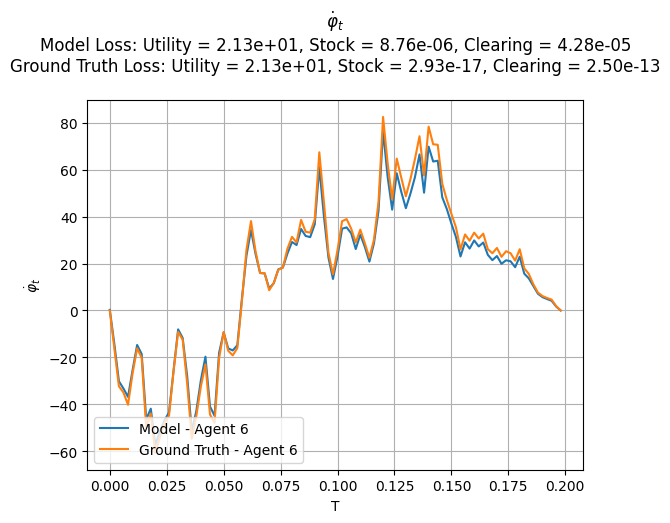 φ̇ₜ
Model Loss: Utility = 2.13e+01, Stock = 8.76e-06, Clearing = 4.28e-05
Ground Truth Loss: Utility = 2.13e+01, Stock = 2.93e-17, Clearing = 2.50e-13
80
60
40
20
0
−20
−40
−60
φ̇ₜ
Model - Agent 6
Ground Truth - Agent 6
0.000 0.025 0.050 0.075 0.100 0.125 0.150 0.175 0.200
T